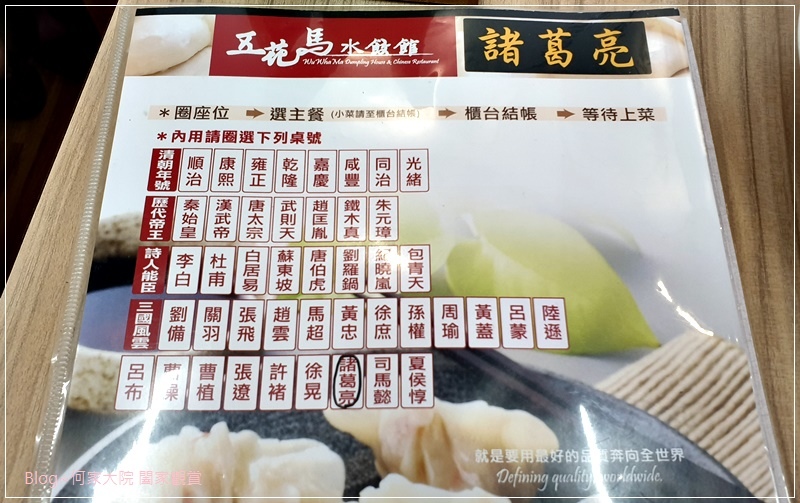 五花馬水餃館
Wu Wha Ma Dumpling House & Chinese Restaurant
諸葛亮
＊圈座位 ➡ 選主餐 (小菜請至櫃台結帳) ➡ 櫃台結帳 ➡ 等待上菜
＊內用請圈選下列桌號
清朝年號 順治 康熙 雍正 乾隆 嘉慶 咸豐 同治 光緒
歷代帝王 秦始皇 漢武帝 唐太宗 武則天 趙匡胤 鐵木真 朱元璋
詩人能臣 李白 杜甫 白居易 蘇東坡 唐伯虎 劉羅鍋 紀曉嵐 包青天
三國風雲 劉備 關羽 張飛 趙雲 馬超 黃忠 徐庶 孫權 周瑜 黃蓋 呂蒙 陸遜
呂布 曹操 曹植 張遼 許褚 徐晃 諸葛亮 司馬懿 夏侯惇
就是要用最好的品質奔向全世界
Defining quality, worldwide.
Blog : 何家大院 闔家歡賞